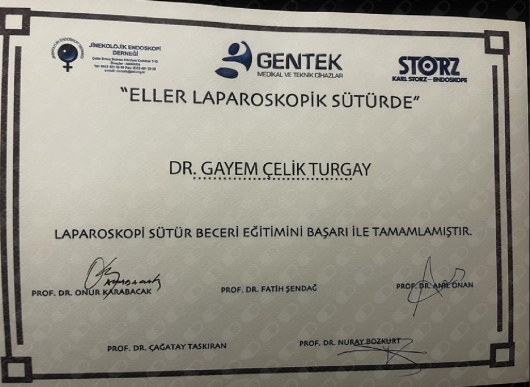 JİNEKOLOJİK ENDOSKOPİ
DERNEĞİ
GENTEK
MEDİKAL VE TEKNİK CİHAZLAR
STORZ
KARL STORZ—ENDOSKOPE
"ELLER LAPAROSKOPİK SÜTÜRDE"
DR. GAYEM ÇELİK TURGAY
LAPAROSKOPİ SÜTÜR BECERİ EĞİTİMİNİ BAŞARI İLE TAMAMLAMIŞTIR.
PROF. DR. ONUR KARABACAK
PROF. DR. FATİH ŞENDAĞ
PROF. DR. ANIL ONAN
PROF. DR. ÇAĞATAY TAŞKIRAN
PROF. DR. NURAY BOZKURT